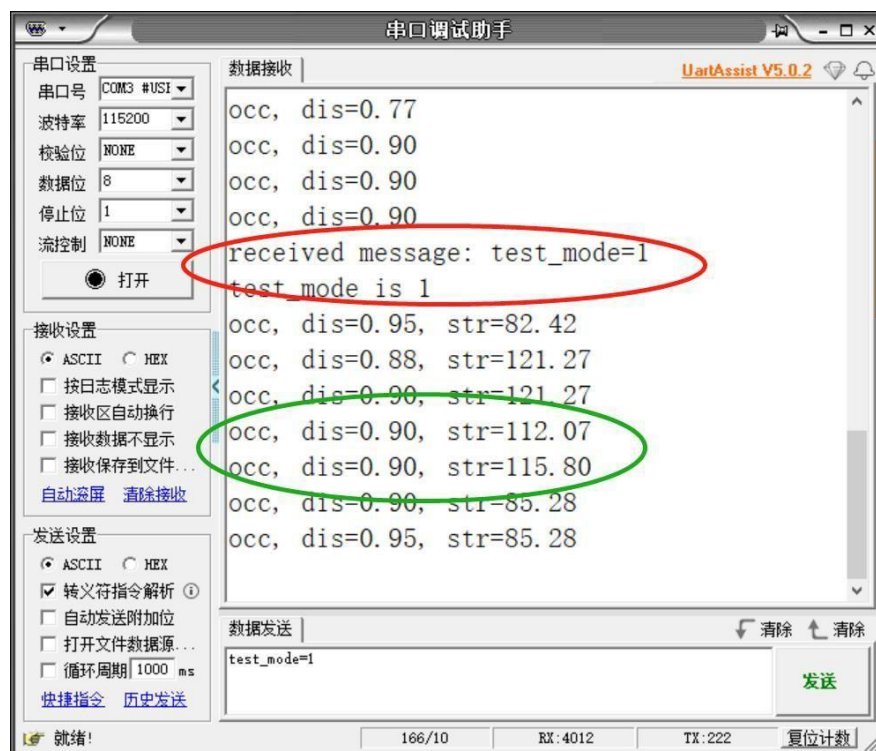 串口调试助手
串口设置
串口号 COM3 #USI
波特率 115200
校验位 NONE
数据位 8
停止位 1
流控制 NONE
打开
接收设置
ASCII HEX
按日志模式显示
接收区自动换行
接收数据不显示
接收保存到文件...
自动滚屏 清除接收
发送设置
ASCII HEX
转义符指令解析
自动发送附加位
打开文件数据源...
循环周期 1000 ms
快捷指令 历史发送
数据接收 UartAssist V5.0.2
occ, dis=0.77
occ, dis=0.90
occ, dis=0.90
occ, dis=0.90
received message: test_mode=1
test_mode is 1
occ, dis=0.95, str=82.42
occ, dis=0.88, str=121.27
occ, dis=0.90, str=121.27
occ, dis=0.90, str=112.07
occ, dis=0.90, str=115.80
occ, dis=0.90, str=85.28
occ, dis=0.95, str=85.28
数据发送 清除 清除
test_mode=1
发送
就绪! 166/10 RX:4012 TX:222 复位计数